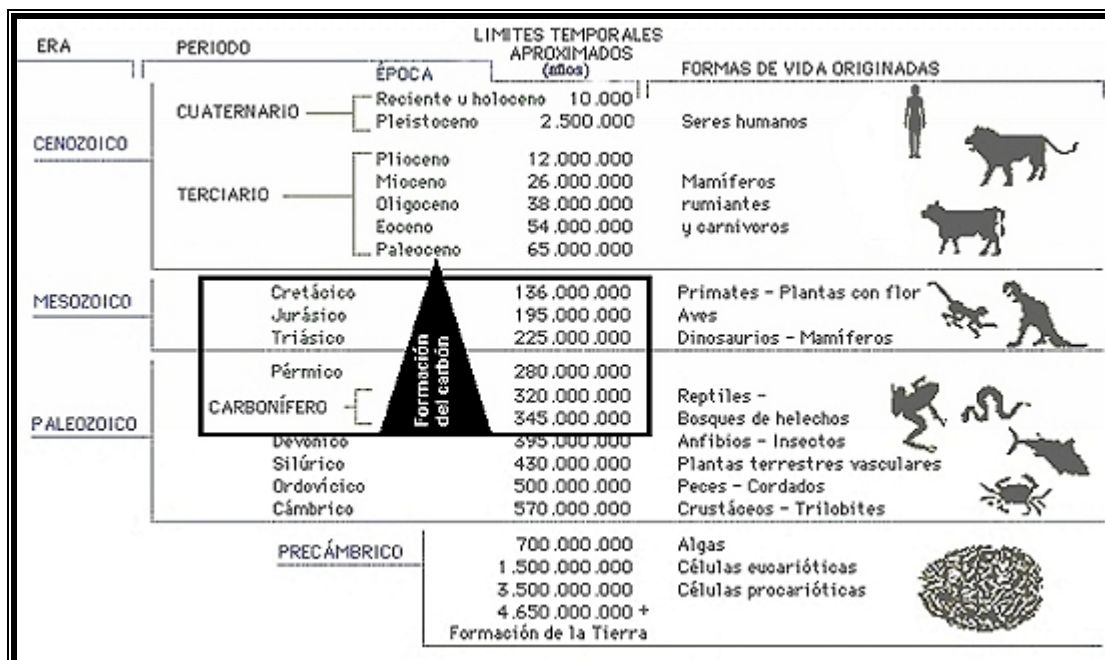 ERA PERIODO ÉPOCA LIMITES TEMPORALES APROXIMADOS (años) FORMAS DE VIDA ORIGINADAS
CENOZOICO
CUATERNARIO
Reciente u holoceno 10.000
Pleistoceno 2.500.000 Seres humanos
TERCIARIO
Plioceno 12.000.000
Mioceno 26.000.000 Mamíferos
Oligoceno 38.000.000 rumiantes
Eoceno 54.000.000 y carnivoros
Paleoceno 65.000.000
MESOZOICO
Cretácico 136.000.000 Primates - Plantas con flor
Jurásico 195.000.000 Aves
Triásico 225.000.000 Dinosaurios - Mamíferos
Formación
del carbón
PALEOZOICO
Pérmico 280.000.000
CARBONÍFERO
320.000.000 Reptiles -
345.000.000 Bosques de helechos
Devónico 395.000.000 Anfibios - Insectos
Silúrico 430.000.000 Plantas terrestres vasculares
Ordovícico 500.000.000 Peces - Cordados
Cámbrico 570.000.000 Crustáceos - Trilobites
PRECÁMBRICO
700.000.000 Algas
1.500.000.000 Células eucarióticas
3.500.000.000 Células procarióticas
4.650.000.000 +
Formación de la Tierra